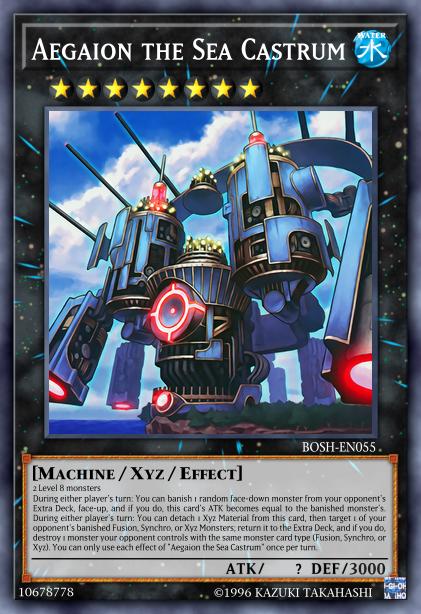 Aegaion the Sea Castrum
WATER
水
BOSH-EN055
[Machine / Xyz / Effect]
2 Level 8 monsters
During either player's turn: You can banish 1 random face-down monster from your opponent's
Extra Deck, face-up, and if you do, this card's ATK becomes equal to the banished monster's.
During either player's turn: You can detach 1 Xyz Material from this card, then target 1 of your
opponent's banished Fusion, Synchro, or Xyz Monsters; return it to the Extra Deck, and if you do,
destroy 1 monster your opponent controls with the same monster card type (Fusion, Synchro, or
Xyz). You can only use each effect of "Aegaion the Sea Castrum" once per turn.
ATK/ ? DEF/3000
10678778
©1996 KAZUKI TAKAHASHI